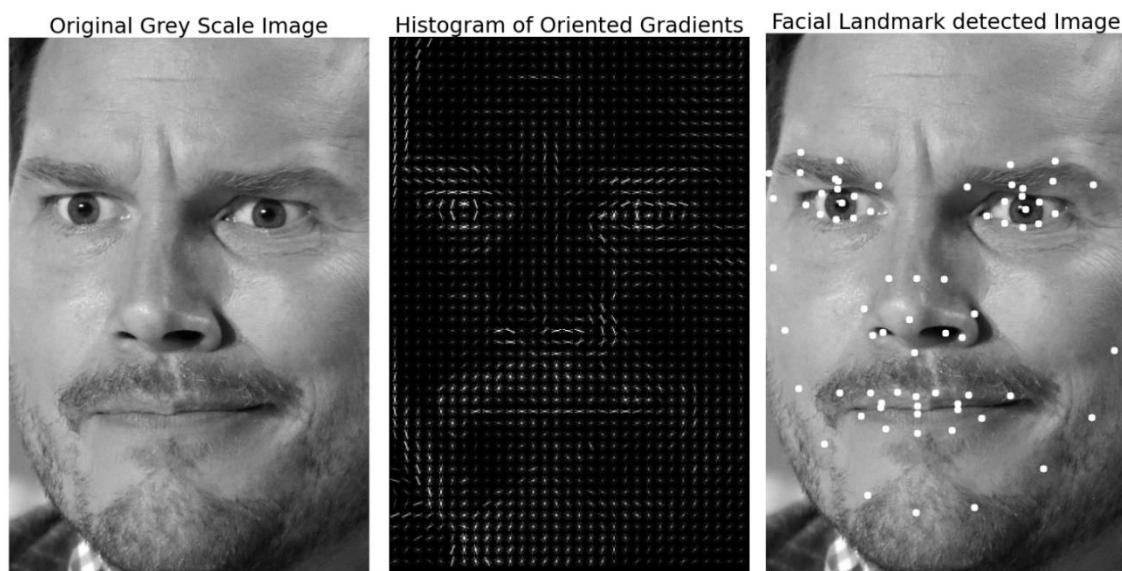 Original Grey Scale Image
Histogram of Oriented Gradients
Facial Landmark detected Image